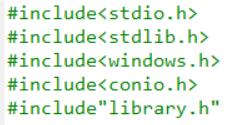 #include<stdio.h>
#include<stdlib.h>
#include<windows.h>
#include<conio.h>
#include"library.h"